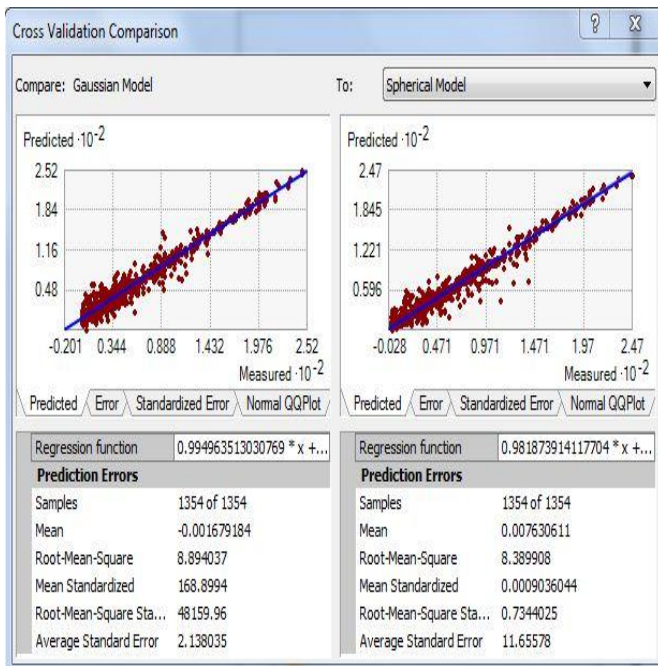 Cross Validation Comparison
? X
Compare: Gaussian Model
To: Spherical Model
Predicted ·10-2
2.52
1.84
1.16
0.48
-0.201 0.344 0.888 1.432 1.976 2.52
Measured ·10-2
Predicted Error Standardized Error Normal QQPlot
Regression function 0.994963513030769 * x +...
Prediction Errors
Samples 1354 of 1354
Mean -0.001679184
Root-Mean-Square 8.894037
Mean Standardized 168.8994
Root-Mean-Square Sta... 48159.96
Average Standard Error 2.138035
Predicted ·10-2
2.47
1.845
1.221
0.596
-0.028 0.471 0.971 1.471 1.97 2.47
Measured ·10-2
Predicted Error Standardized Error Normal QQPlot
Regression function 0.981873914117704 * x +...
Prediction Errors
Samples 1354 of 1354
Mean 0.007630611
Root-Mean-Square 8.389908
Mean Standardized 0.0009036044
Root-Mean-Square Sta... 0.7344025
Average Standard Error 11.65578